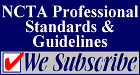 NCTA Professional
Standards &
Guidelines
We Subscribe